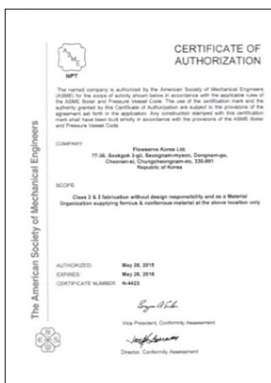 CERTIFICATE OF
AUTHORIZATION
NPT
The named company is authorized by the American Society of Mechanical Engineers
(ASME) for the scope of activity shown below in accordance with the applicable rules of
the ASME Boiler and Pressure Vessel Code. The use of the certification mark and the
authority granted by this Certificate of Authorization are subject to the provisions of the
agreement set forth in the application. Any construction stamped with this certification
mark shall have been built strictly in accordance with the provisions of the ASME Boiler
and Pressure Vessel Code.
COMPANY:
Flowserve Korea Ltd.
Republic of Korea
SCOPE:
Class 2 & 3 fabrication without design responsibility and as a Material
Organization supplying ferrous & nonferrous material at the above location only
AUTHORIZED: May 26, 2015
EXPIRES: May 26, 2018
CERTIFICATE NUMBER: N-4423
Vice President, Conformity Assessment
Director, Conformity Assessment
The American Society of Mechanical Engineers